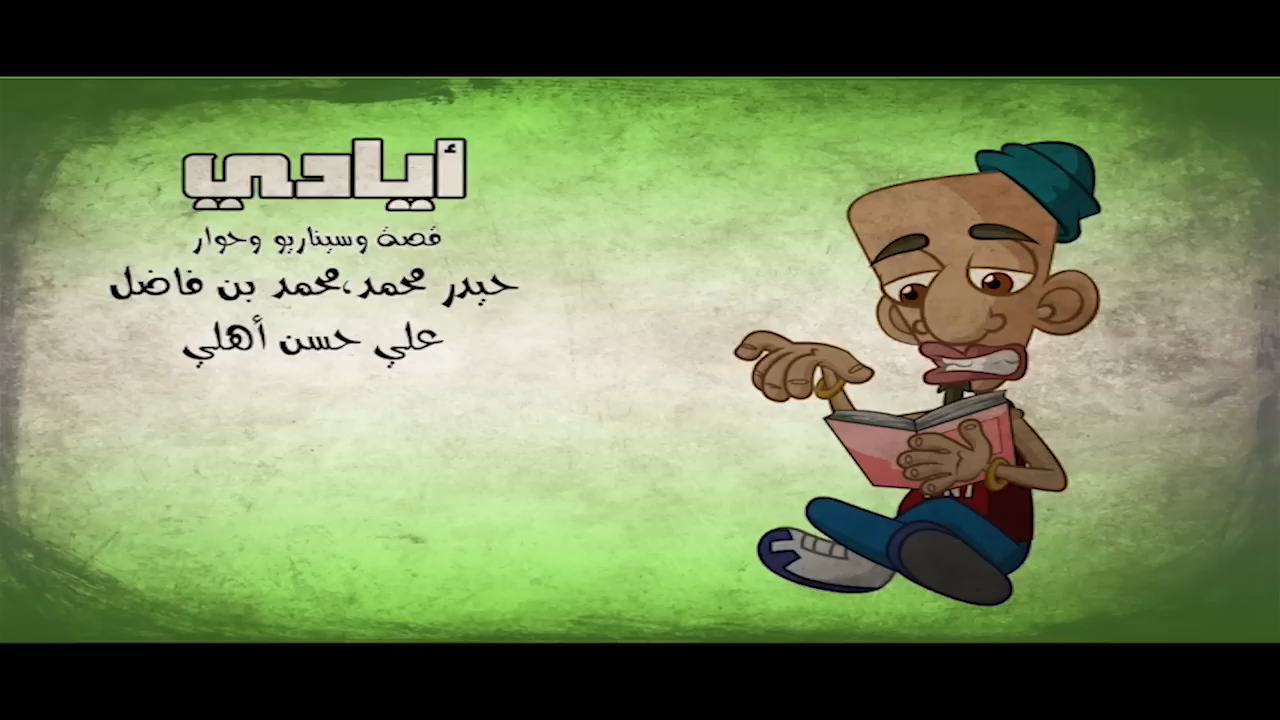 أيادي
قصة وسيناريو وحوار
حيدر محمد،محمد بن فاضل
علي حسن أهلي